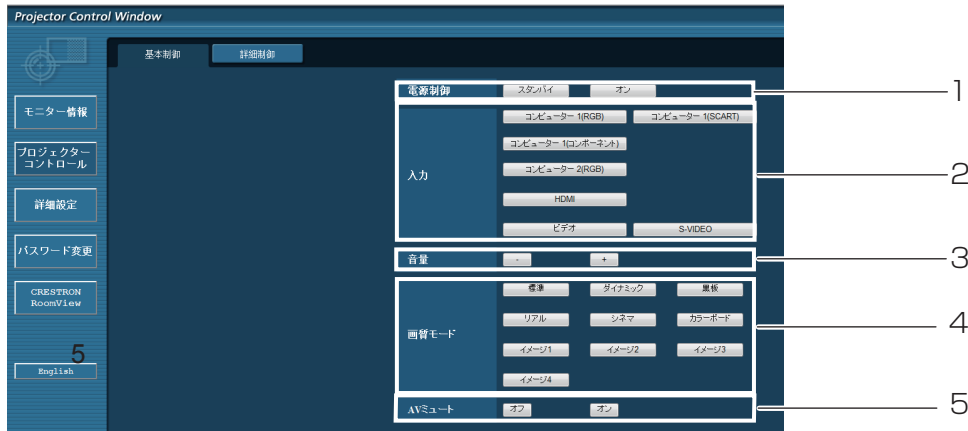 Projector Control Window
基本制御 詳細制御
モニター情報
プロジェクター
コントロール
詳細設定
パスワード変更
CRESTRON
RoomView
5
English
電源制御 スタンバイ オン 1
入力
コンピューター 1(RGB) コンピューター 1(SCART)
コンピューター 1(コンポーネント)
コンピューター 2(RGB)
HDMI
ビデオ S-VIDEO
2
音量 - + 3
画質モード
標準 ダイナミック 黒板
リアル シネマ カラーボード
イメージ1 イメージ2 イメージ3
イメージ4
4
AVミュート オフ オン 5